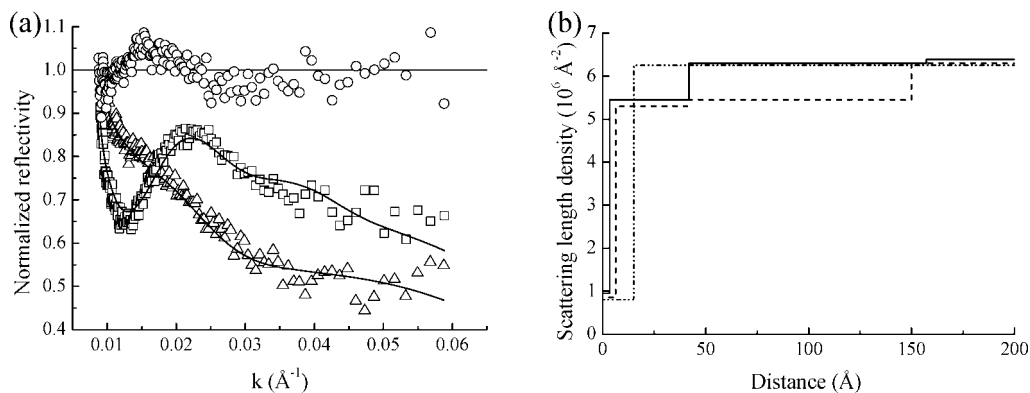 (a)
1.1
1.0
0.9
0.8
0.7
0.6
0.5
0.4
Normalized reflectivity
0.01 0.02 0.03 0.04 0.05 0.06
k (Å⁻¹)
(b)
7
6
5
4
3
2
1
0
Scattering length density (10⁶ Å⁻²)
0 50 100 150 200
Distance (Å)